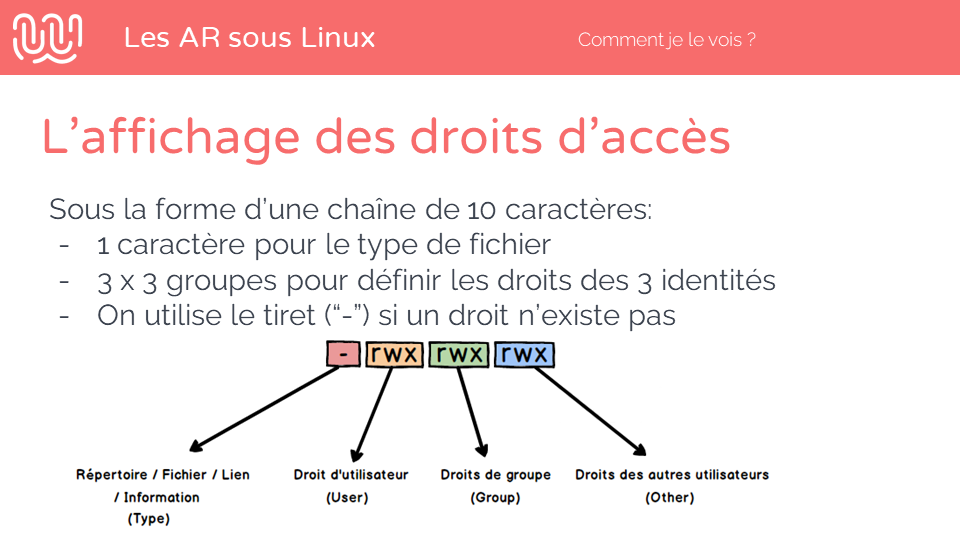 Les AR sous Linux
Comment je le vois ?
L’affichage des droits d’accès
Sous la forme d’une chaîne de 10 caractères:
- 1 caractère pour le type de fichier
- 3 x 3 groupes pour définir les droits des 3 identités
- On utilise le tiret (“-”) si un droit n’existe pas
- rwx rwx rwx
Répertoire / Fichier / Lien
/ Information
(Type)
Droit d'utilisateur
(User)
Droits de groupe
(Group)
Droits des autres utilisateurs
(Other)